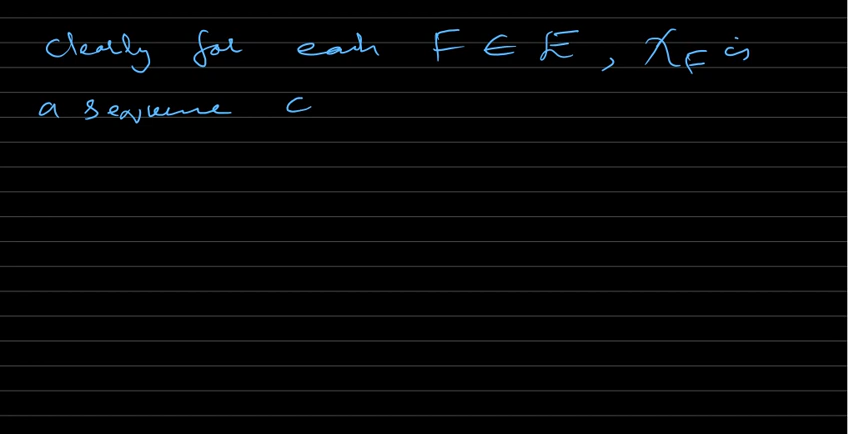 clearly for each F ∈ E, χ_F is
a sequence c